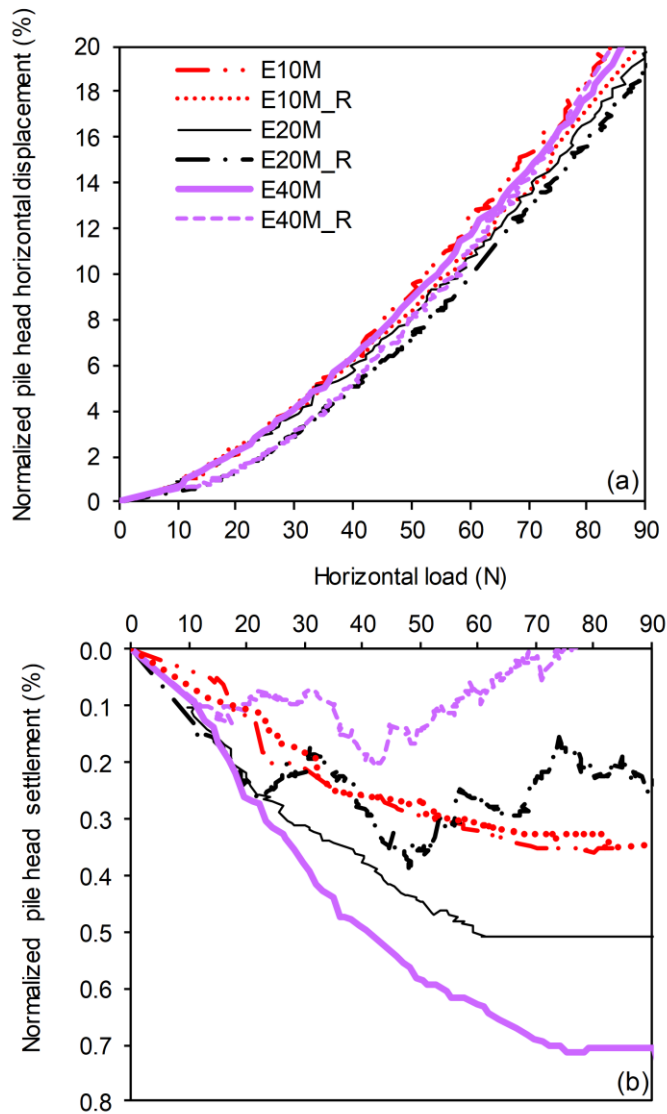 Normalized pile head horizontal displacement (%)
20
18
16
14
12
10
8
6
4
2
0
E10M
E10M_R
E20M
E20M_R
E40M
E40M_R
(a)
0 10 20 30 40 50 60 70 80 90
Horizontal load (N)
0 10 20 30 40 50 60 70 80 90
Normalized pile head settlement (%)
0.0
0.1
0.2
0.3
0.4
0.5
0.6
0.7
0.8
(b)